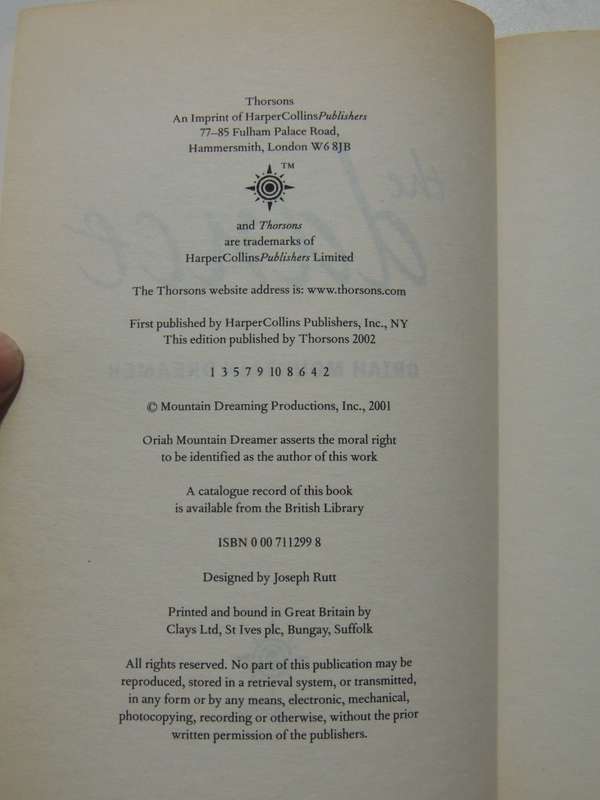 Thorsons
An Imprint of HarperCollinsPublishers
77–85 Fulham Palace Road,
Hammersmith, London W6 8JB
TM
and Thorsons
are trademarks of
HarperCollinsPublishers Limited
The Thorsons website address is: www.thorsons.com
First published by HarperCollins Publishers, Inc., NY
This edition published by Thorsons 2002
1 3 5 7 9 10 8 6 4 2
© Mountain Dreaming Productions, Inc., 2001
Oriah Mountain Dreamer asserts the moral right
to be identified as the author of this work
A catalogue record of this book
is available from the British Library
ISBN 0 00 711299 8
Designed by Joseph Rutt
Printed and bound in Great Britain by
Clays Ltd, St Ives plc, Bungay, Suffolk
All rights reserved. No part of this publication may be
reproduced, stored in a retrieval system, or transmitted,
in any form or by any means, electronic, mechanical,
photocopying, recording or otherwise, without the prior
written permission of the publishers.